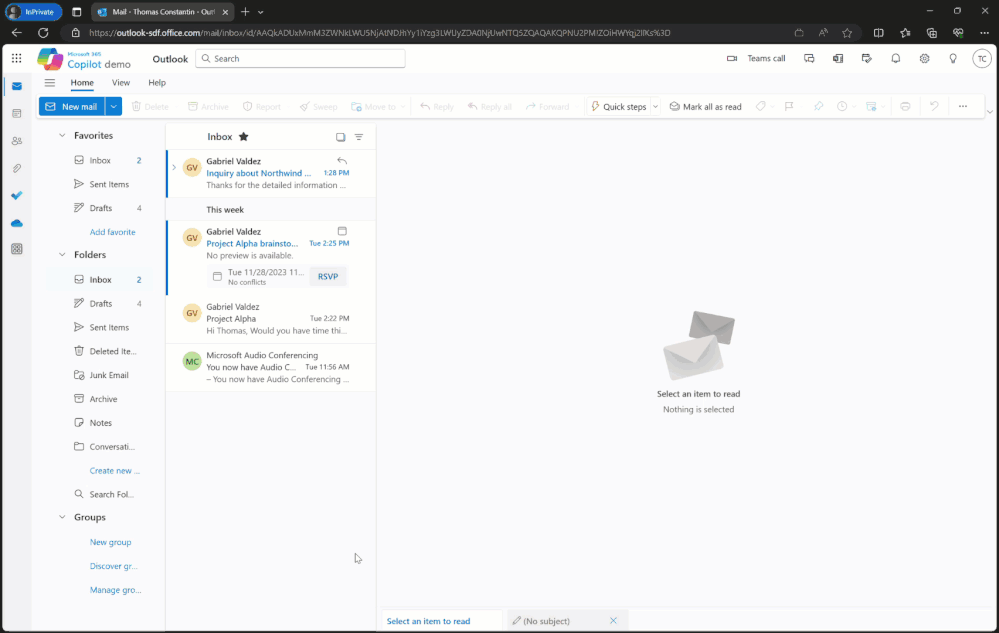 InPrivate
Mail - Thomas Constantin - Outl
https://outlook-sdf.office.com/mail/inbox/id/
Microsoft 365
Copilot demo
Outlook
Search
Teams call
TC
Home
View
Help
New mail
Delete
Archive
Report
Sweep
Move to
Reply
Reply all
Forward
Quick steps
Mark all as read
Favorites
Inbox 2
Sent Items
Drafts 4
Add favorite
Folders
Inbox 2
Drafts 4
Sent Items
Deleted Ite...
Junk Email
Archive
Notes
Conversati...
Create new ...
Search Fol...
Groups
New group
Discover gr...
Manage gro...
Inbox
GV
Gabriel Valdez
Inquiry about Northwind ... 1:28 PM
Thanks for the detailed information ...
This week
GV
Gabriel Valdez
Project Alpha brainsto... Tue 2:25 PM
No preview is available.
Tue 11/28/2023 11...
No conflicts
RSVP
GV
Gabriel Valdez
Project Alpha Tue 2:22 PM
Hi Thomas, Would you have time thi...
MC
Microsoft Audio Conferencing
You now have Audio C... Tue 11:56 AM
– You now have Audio Conferencing ...
Select an item to read
Nothing is selected
Select an item to read
(No subject)